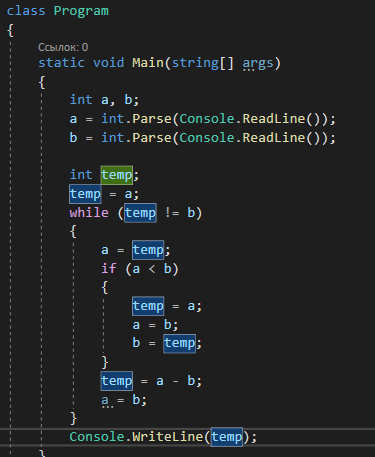 class Program
{
Ссылок: 0
static void Main(string[] args)
{
int a, b;
a = int.Parse(Console.ReadLine());
b = int.Parse(Console.ReadLine());
int temp;
temp = a;
while (temp != b)
{
a = temp;
if (a < b)
{
temp = a;
a = b;
b = temp;
}
temp = a - b;
a = b;
}
Console.WriteLine(temp);
}